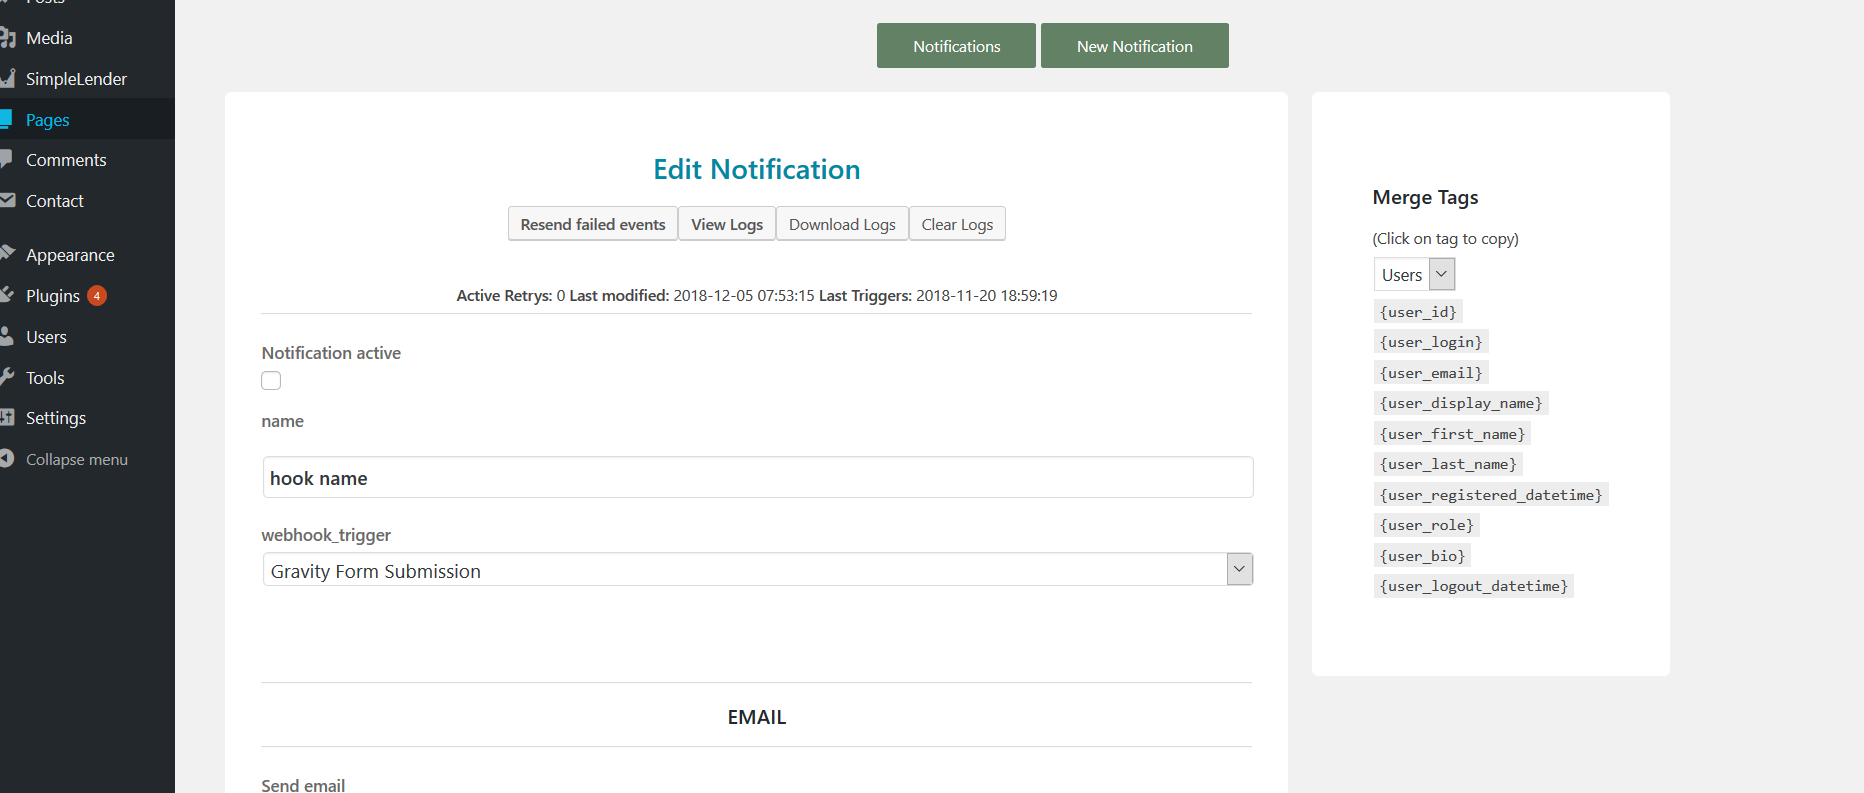 Posts
Media
SimpleLender
Pages
Comments
Contact
Appearance
Plugins 4
Users
Tools
Settings
Collapse menu
Notifications New Notification
Edit Notification
Resend failed events View Logs Download Logs Clear Logs
Active Retrys: 0 Last modified: 2018-12-05 07:53:15 Last Triggers: 2018-11-20 18:59:19
Notification active
name
hook name
webhook_trigger
Gravity Form Submission
EMAIL
Send email
Merge Tags
(Click on tag to copy)
Users
{user_id}
{user_login}
{user_email}
{user_display_name}
{user_first_name}
{user_last_name}
{user_registered_datetime}
{user_role}
{user_bio}
{user_logout_datetime}